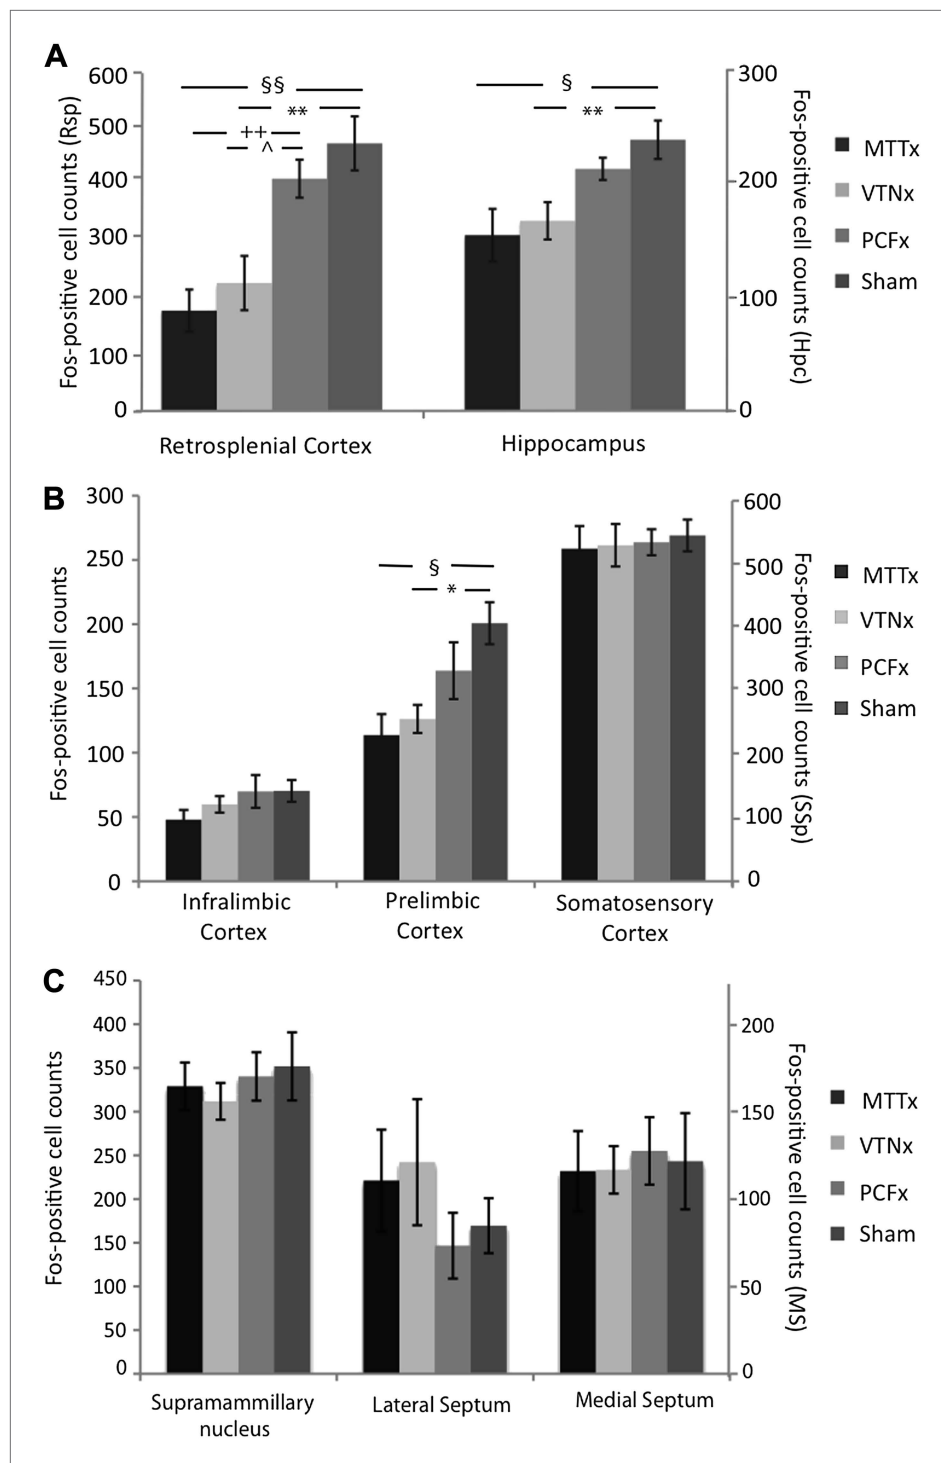 A
600
500
400
300
200
100
0
Fos-positive cell counts (Rsp)
§§
**
++
^
§
**
300
200
100
0
Fos-positive cell counts (Hpc)
Retrosplenial Cortex
Hippocampus
MTTx
VTNx
PCFx
Sham
B
300
250
200
150
100
50
0
Fos-positive cell counts
§
*
600
500
400
300
200
100
0
Fos-positive cell counts (SSp)
Infralimbic
Cortex
Prelimbic
Cortex
Somatosensory
Cortex
MTTx
VTNx
PCFx
Sham
C
450
400
350
300
250
200
150
100
50
0
Fos-positive cell counts
200
150
100
50
0
Fos-positive cell counts (MS)
Supramammillary
nucleus
Lateral Septum
Medial Septum
MTTx
VTNx
PCFx
Sham